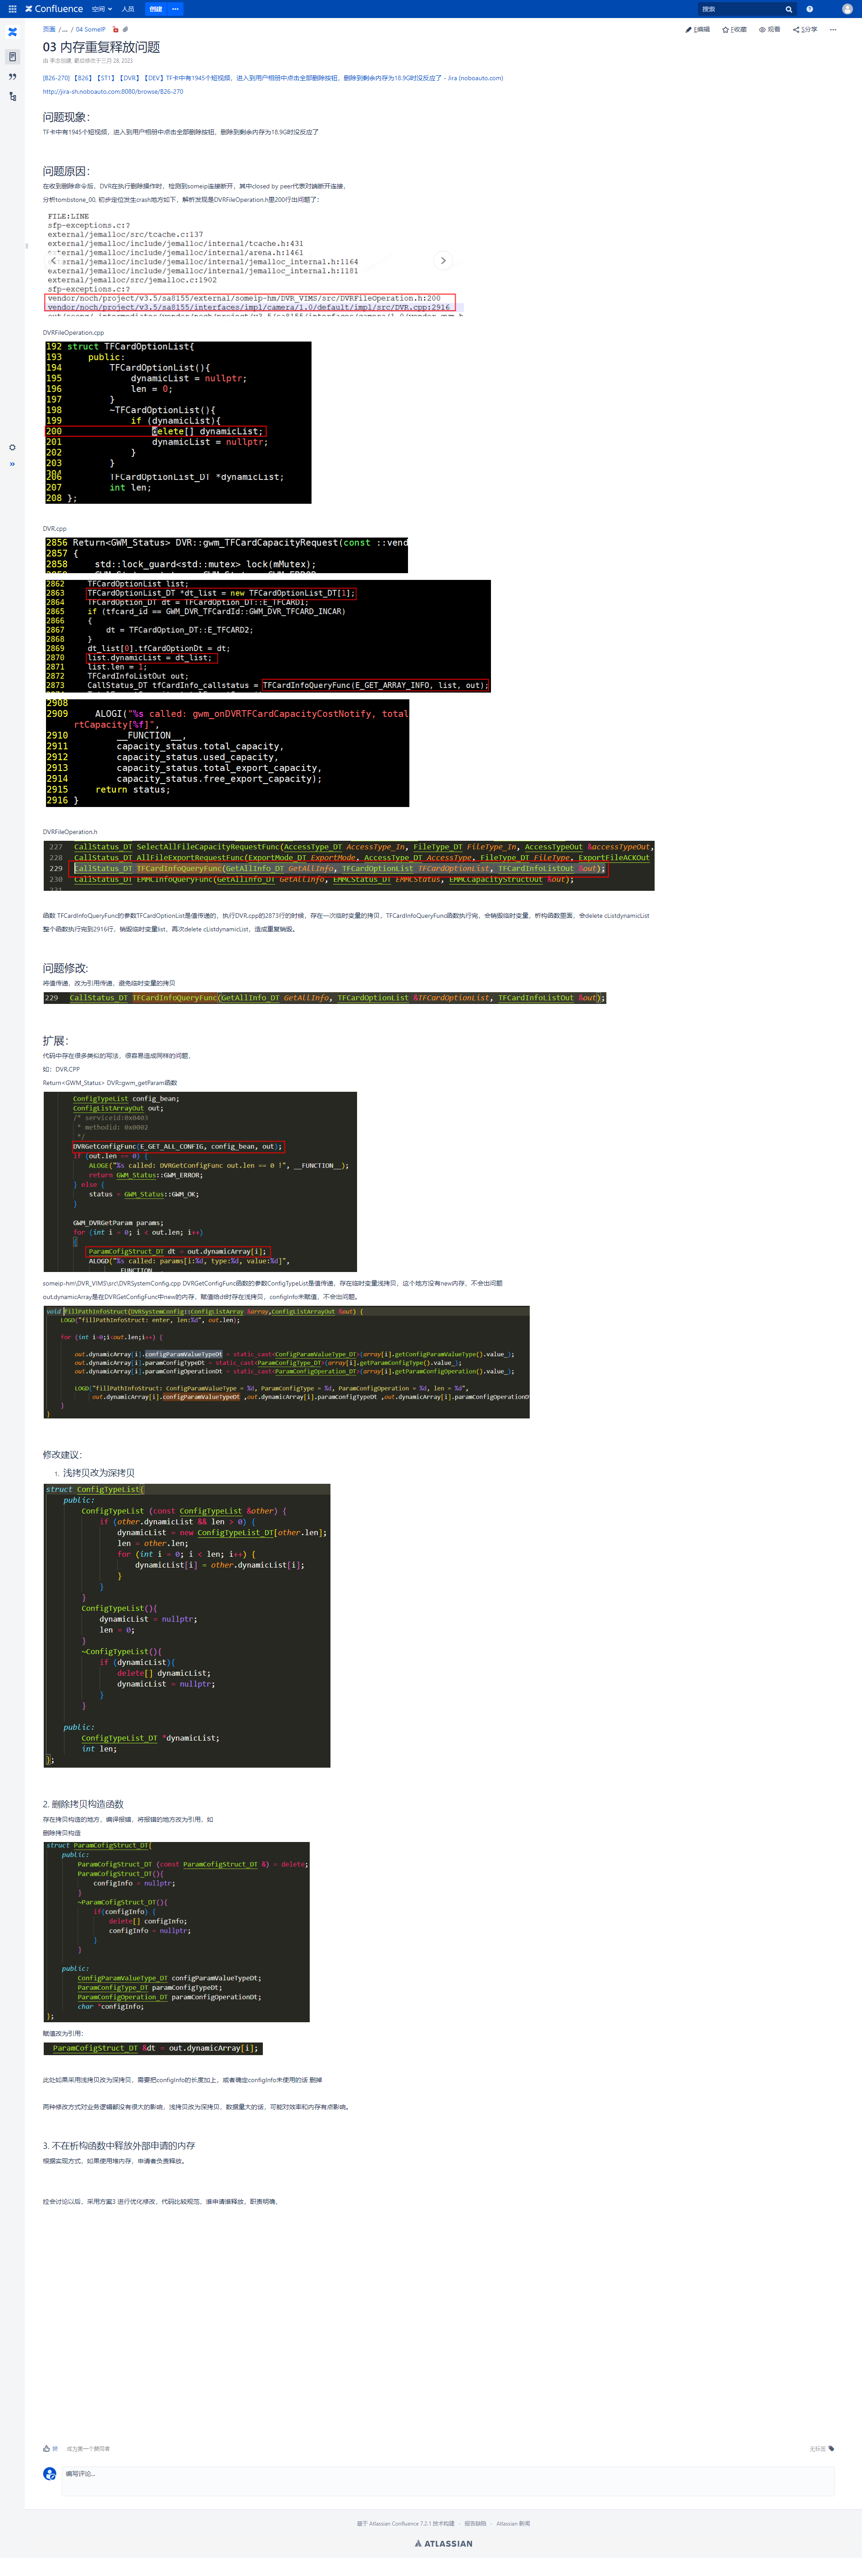 Confluence 空间 人员 创建 ··· 搜索
页面 /… / 04 SomeIP
E编辑 F收藏 观看 S分享 ···
03 内存重复释放问题
[B26-270] 【B26】【ST1】【DVR】【DEV】TF卡中有1945个短视频，进入到用户相册中点击全部删除按钮，删除到剩余内存为18.9G时没反应了 - Jira (noboauto.com)
http://jira-sh.noboauto.com:8080/browse/B26-270
问题现象：
TF卡中有1945个短视频，进入到用户相册中点击全部删除按钮，删除到剩余内存为18.9G时没反应了
问题原因：
在收到删除命令后，DVR在执行删除操作时，检测到someip连接断开，其中closed by peer代表对端断开连接，
分析tombstone_00, 初步定位发生crash地方如下，解析发现是DVRFileOperation.h里200行出问题了：
FILE:LINE
sfp-exceptions.c:?
external/jemalloc/src/tcache.c:137
external/jemalloc/include/jemalloc/internal/tcache.h:431
external/jemalloc/include/jemalloc/internal/arena.h:1461
external/jemalloc/include/jemalloc/internal/jemalloc_internal.h:1164
external/jemalloc/include/jemalloc/internal/jemalloc_internal.h:1181
external/jemalloc/src/jemalloc.c:1902
sfp-exceptions.c:?
vendor/noch/project/v3.5/sa8155/external/someip-hm/DVR_VIMS/src/DVRFileOperation.h:200
vendor/noch/project/v3.5/sa8155/interfaces/impl/camera/1.0/default/impl/src/DVR.cpp:2916
DVRFileOperation.cpp
192 struct TFCardOptionList{
193 public:
194 TFCardOptionList(){
195 dynamicList = nullptr;
196 len = 0;
197 }
198 ~TFCardOptionList(){
199 if (dynamicList){
200 delete[] dynamicList;
201 dynamicList = nullptr;
202 }
203 }
206 TFCardOptionList_DT *dynamicList;
207 int len;
208 };
DVR.cpp
2856 Return<GWM_Status> DVR::gwm_TFCardCapacityRequest(const ::vend
2857 {
2858 std::lock_guard<std::mutex> lock(mMutex);
2862 TFCardOptionList list;
2863 TFCardOptionList_DT *dt_list = new TFCardOptionList_DT[1];
2864 TFCardOption_DT dt = TFCardOption_DT::E_TFCARD1;
2865 if (tfcard_id == GWM_DVR_TFCardId::GWM_DVR_TFCARD_INCAR)
2866 {
2867 dt = TFCardOption_DT::E_TFCARD2;
2868 }
2869 dt_list[0].tfCardOptionDt = dt;
2870 list.dynamicList = dt_list;
2871 list.len = 1;
2872 TFCardInfoListOut out;
2873 CallStatus_DT tfCardInfo_callstatus = TFCardInfoQueryFunc(E_GET_ARRAY_INFO, list, out);
2908
2909 ALOGI("%s called: gwm_onDVRTFCardCapacityCostNotify, total
rtCapacity[%f]",
2910 __FUNCTION__,
2911 capacity_status.total_capacity,
2912 capacity_status.used_capacity,
2913 capacity_status.total_export_capacity,
2914 capacity_status.free_export_capacity);
2915 return status;
2916 }
DVRFileOperation.h
227 CallStatus_DT SelectAllFileCapacityRequestFunc(AccessType_DT AccessType_In, FileType_DT FileType_In, AccessTypeOut &accessTypeOut,
228 CallStatus_DT AllFileExportRequestFunc(ExportMode_DT ExportMode, AccessType_DT AccessType, FileType_DT FileType, ExportFileACKOut
229 CallStatus_DT TFCardInfoQueryFunc(GetAllInfo_DT GetAllInfo, TFCardOptionList TFCardOptionList, TFCardInfoListOut &out);
230 CallStatus_DT EMMCInfoQueryFunc(GetAllInfo_DT GetAllInfo, EMMCStatus_DT EMMCStatus, EMMCCapacityStructOut &out);
函数 TFCardInfoQueryFunc的参数TFCardOptionList是值传递的，执行DVR.cpp的2873行的时候，存在一次临时变量的拷贝，TFCardInfoQueryFunc函数执行完，会销毁临时变量，析构函数里面，会delete cListdynamicList
整个函数执行完到2916行，销毁临时变量list，再次delete cListdynamicList，造成重复销毁。
问题修改:
将值传递，改为引用传递，避免临时变量的拷贝
229 CallStatus_DT TFCardInfoQueryFunc(GetAllInfo_DT GetAllInfo, TFCardOptionList &TFCardOptionList, TFCardInfoListOut &out);
扩展：
代码中存在很多类似的写法，很容易造成同样的问题，
如：DVR.CPP
Return<GWM_Status> DVR::gwm_getParam函数
ConfigTypeList config_bean;
ConfigListArrayOut out;
/* serviceid:0x0403
* methodid: 0x0002
*/
DVRGetConfigFunc(E_GET_ALL_CONFIG, config_bean, out);
if (out.len == 0) {
ALOGE("%s called: DVRGetConfigFunc out.len == 0 !", __FUNCTION__);
return GWM_Status::GWM_ERROR;
} else {
status = GWM_Status::GWM_OK;
}
GWM_DVRGetParam params;
for (int i = 0; i < out.len; i++)
{
ParamCofigStruct_DT dt = out.dynamicArray[i];
ALOGD("%s called: params[i:%d, type:%d, value:%d]",
someip-hm\DVR_VIMS\src\DVRSystemConfig.cpp DVRGetConfigFunc函数的参数ConfigTypeList是值传递，存在临时变量浅拷贝，这个地方没有new内存，不会出问题
out.dynamicArray是在DVRGetConfigFunc中new的内存，赋值给dt时存在浅拷贝，configInfo未赋值，不会出问题。
void fillPathInfoStruct(DVRSystemConfig::ConfigListArray &array,ConfigListArrayOut &out) {
LOGD("fillPathInfoStruct: enter, len:%d", out.len);
for (int i=0;i<out.len;i++) {
out.dynamicArray[i].configParamValueTypeDt = static_cast<ConfigParamValueType_DT>(array[i].getConfigParamValueType().value_);
out.dynamicArray[i].paramCofigTypeDt = static_cast<ParamCofigType_DT>(array[i].getParamCofigType().value_);
out.dynamicArray[i].paramConfigOperationDt = static_cast<ParamConfigOperation_DT>(array[i].getParamConfigOperation().value_);
LOGD("fillPathInfoStruct: ConfigParamValueType = %d, ParamCofigType = %d, ParamConfigOperation = %d, len = %d",
out.dynamicArray[i].configParamValueTypeDt ,out.dynamicArray[i].paramCofigTypeDt ,out.dynamicArray[i].paramConfigOperationD
}
}
修改建议：
1. 浅拷贝改为深拷贝
struct ConfigTypeList{
public:
ConfigTypeList (const ConfigTypeList &other) {
if (other.dynamicList && len > 0) {
dynamicList = new ConfigTypeList_DT[other.len];
len = other.len;
for (int i = 0; i < len; i++) {
dynamicList[i] = other.dynamicList[i];
}
}
}
ConfigTypeList(){
dynamicList = nullptr;
len = 0;
}
~ConfigTypeList(){
if (dynamicList){
delete[] dynamicList;
dynamicList = nullptr;
}
}
public:
ConfigTypeList_DT *dynamicList;
int len;
};
2. 删除拷贝构造函数
存在拷贝构造的地方，编译报错，将报错的地方改为引用，如
删除拷贝构造
struct ParamCofigStruct_DT{
public:
ParamCofigStruct_DT (const ParamCofigStruct_DT &) = delete;
ParamCofigStruct_DT(){
configInfo = nullptr;
}
~ParamCofigStruct_DT(){
if(configInfo) {
delete[] configInfo;
configInfo = nullptr;
}
}
public:
ConfigParamValueType_DT configParamValueTypeDt;
ParamCofigType_DT paramCofigTypeDt;
ParamConfigOperation_DT paramConfigOperationDt;
char *configInfo;
};
赋值改为引用：
ParamCofigStruct_DT &dt = out.dynamicArray[i];
此处如果采用浅拷贝改为深拷贝，需要把configInfo的长度加上，或者确定configInfo未使用的话 删掉
两种修改方式对业务逻辑都没有很大的影响，浅拷贝改为深拷贝，数据量大的话，可能对效率和内存有点影响。
3. 不在析构函数中释放外部申请的内存
根据实现方式，如果使用堆内存，申请者负责释放。
拉会讨论以后，采用方案3 进行优化修改，代码比较规范，谁申请谁释放，职责明确，
赞 成为第一个赞同者
无标签
编写评论...
基于 Atlassian Confluence 7.2.1 技术构建 · 报告缺陷 · Atlassian 新闻
ATLASSIAN